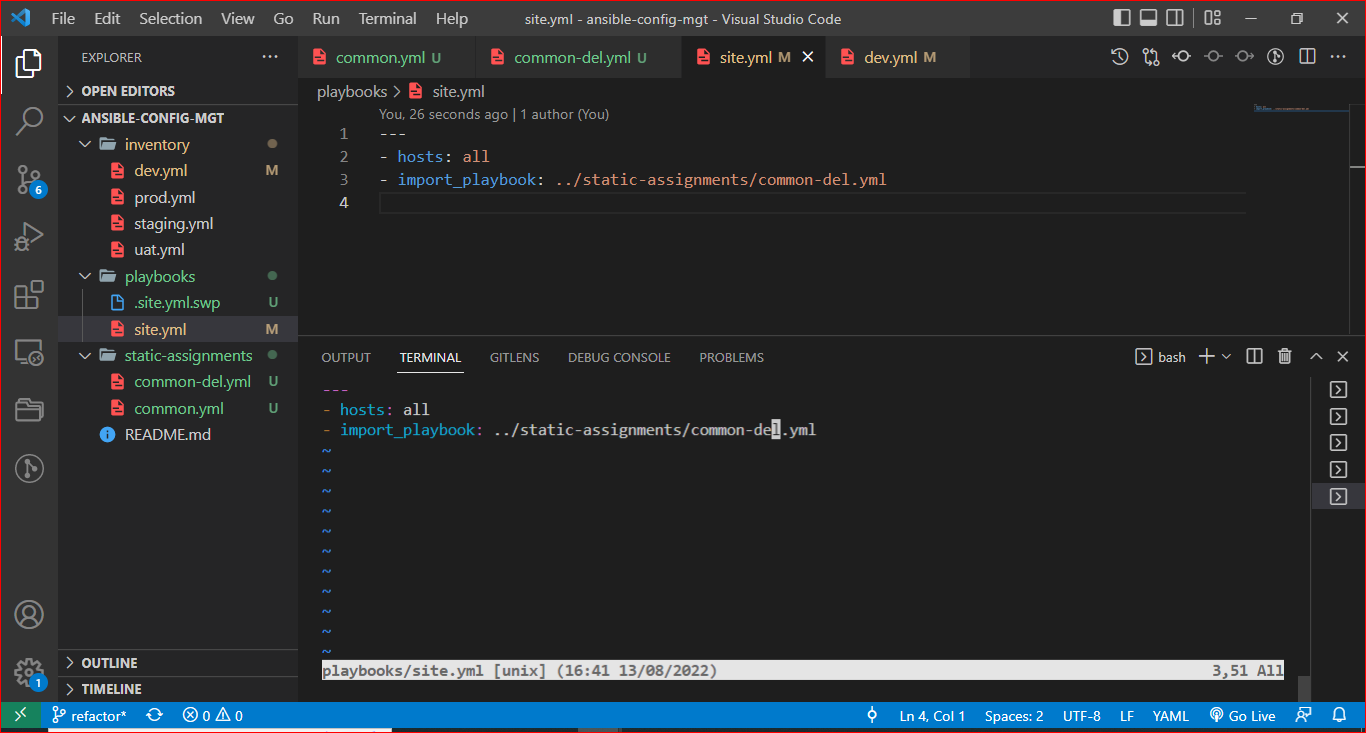 File Edit Selection View Go Run Terminal Help site.yml - ansible-config-mgt - Visual Studio Code
EXPLORER ···
OPEN EDITORS
ANSIBLE-CONFIG-MGT
inventory
dev.yml M
prod.yml
staging.yml
uat.yml
playbooks
.site.yml.swp U
site.yml M
static-assignments
common-del.yml U
common.yml U
README.md
OUTLINE
TIMELINE
6
1
common.yml U common-del.yml U site.yml M dev.yml M
playbooks > site.yml
You, 26 seconds ago | 1 author (You)
1 ---
2 - hosts: all
3 - import_playbook: ../static-assignments/common-del.yml
4
OUTPUT TERMINAL GITLENS DEBUG CONSOLE PROBLEMS bash
---
- hosts: all
- import_playbook: ../static-assignments/common-del.yml
~
~
~
~
~
~
~
~
~
~
~
playbooks/site.yml [unix] (16:41 13/08/2022) 3,51 All
refactor* 0 0 Ln 4, Col 1 Spaces: 2 UTF-8 LF YAML Go Live